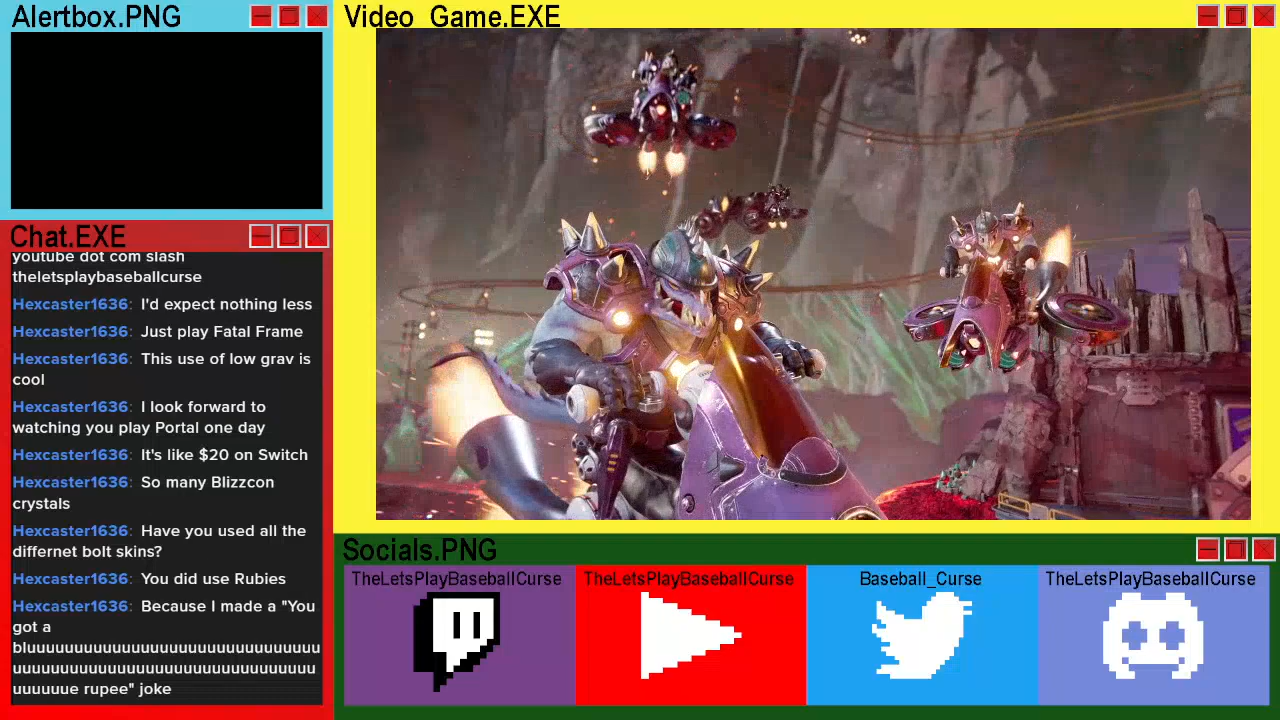 Alertbox.PNG
Video Game.EXE
Chat.EXE
youtube dot com slash
theletsplaybaseballcurse
Hexcaster1636: I'd expect nothing less
Hexcaster1636: Just play Fatal Frame
Hexcaster1636: This use of low grav is
cool
Hexcaster1636: I look forward to
watching you play Portal one day
Hexcaster1636: It's like $20 on Switch
Hexcaster1636: So many Blizzcon
crystals
Hexcaster1636: Have you used all the
differnet bolt skins?
Hexcaster1636: You did use Rubies
Hexcaster1636: Because I made a "You
got a
bluuuuuuuuuuuuuuuuuuuuuuuuuuuuuu
uuuuuuuuuuuuuuuuuuuuuuuuuuuuuuu
uuuuuue rupee" joke
Socials.PNG
TheLetsPlayBaseballCurse
TheLetsPlayBaseballCurse
Baseball_Curse
TheLetsPlayBaseballCurse